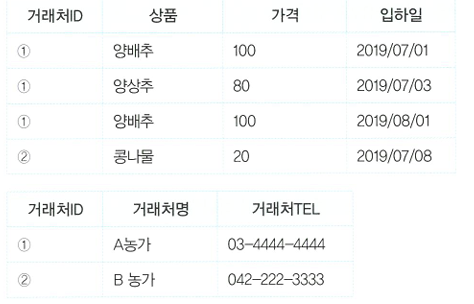 거래처ID 상품 가격 입하일
① 양배추 100 2019/07/01
① 양상추 80 2019/07/03
① 양배추 100 2019/08/01
② 콩나물 20 2019/07/08
거래처ID 거래처명 거래처TEL
① A농가 03-4444-4444
② B 농가 042-222-3333